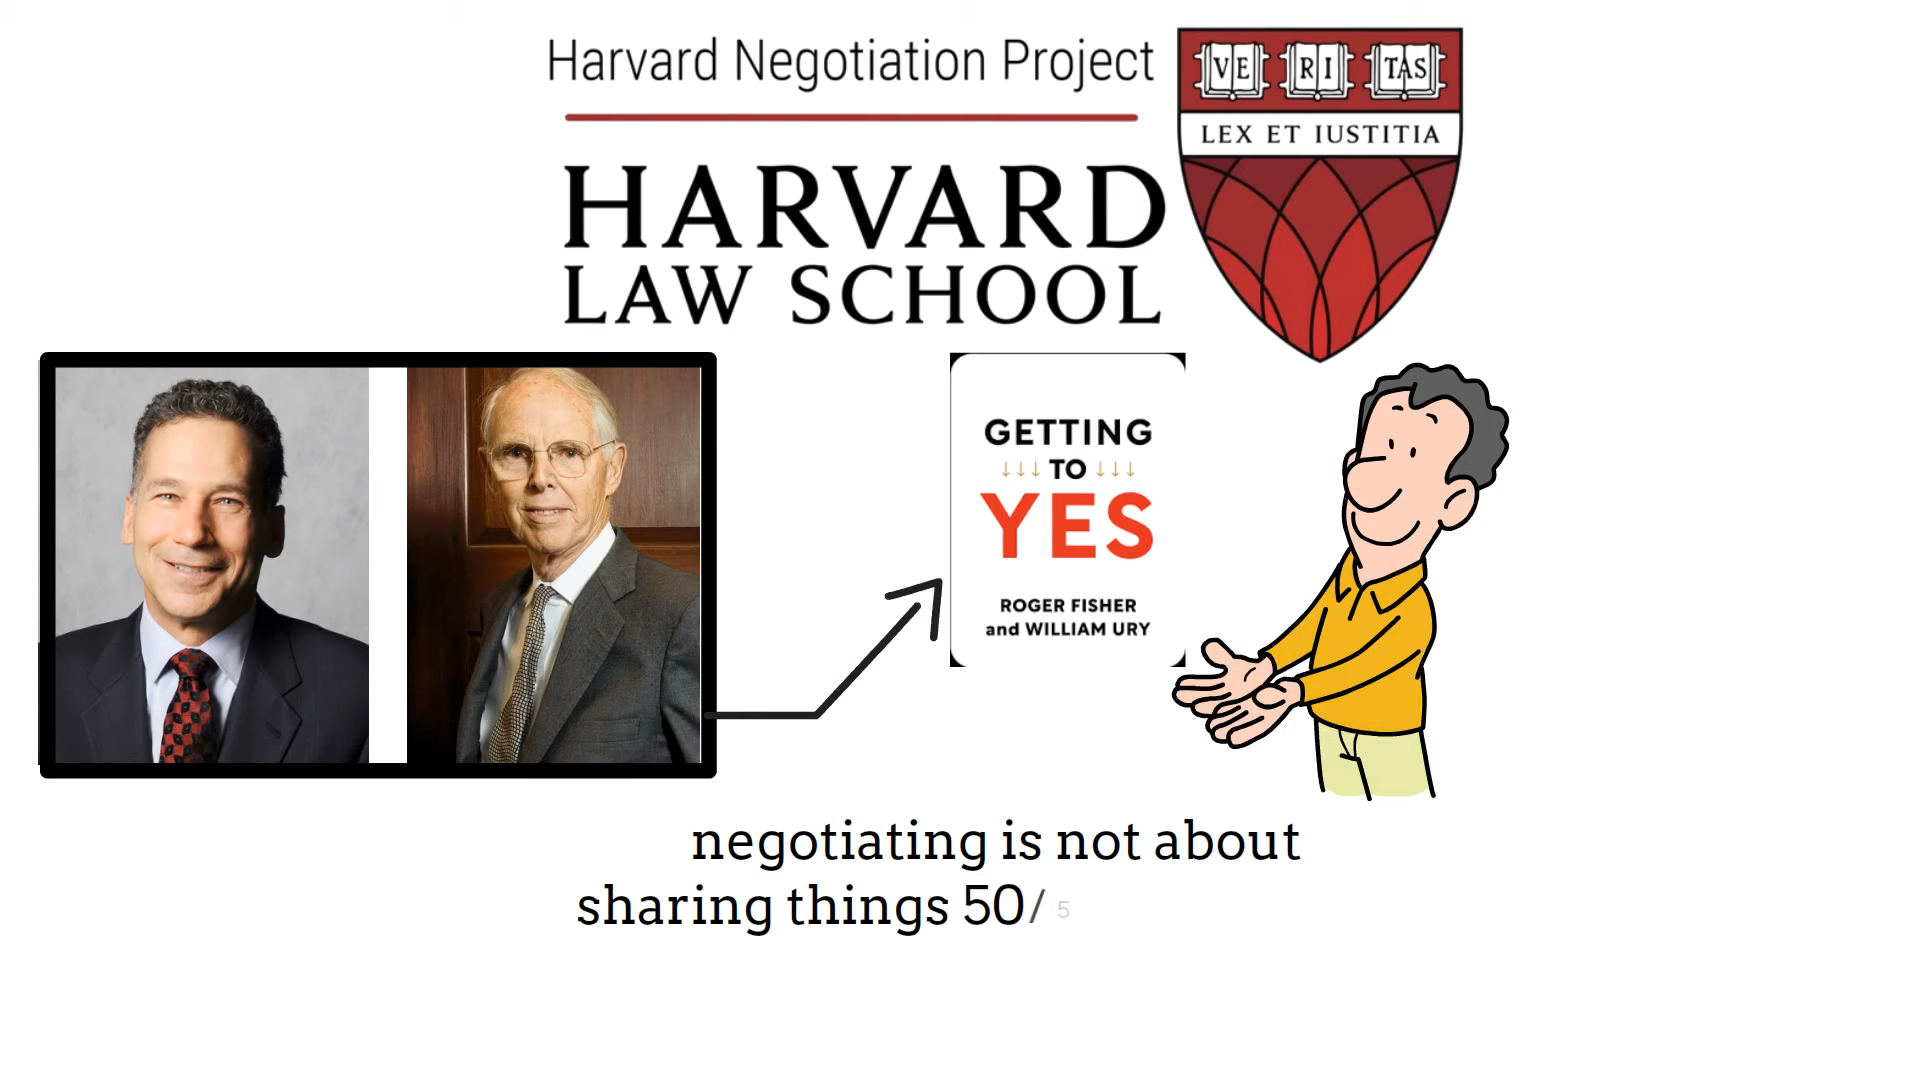 Harvard Negotiation Project
HARVARD
LAW SCHOOL
VE RI TAS
LEX ET IUSTITIA
GETTING
↓↓↓ TO ↓↓↓
YES
ROGER FISHER
and WILLIAM URY
negotiating is not about
sharing things 50/ 5